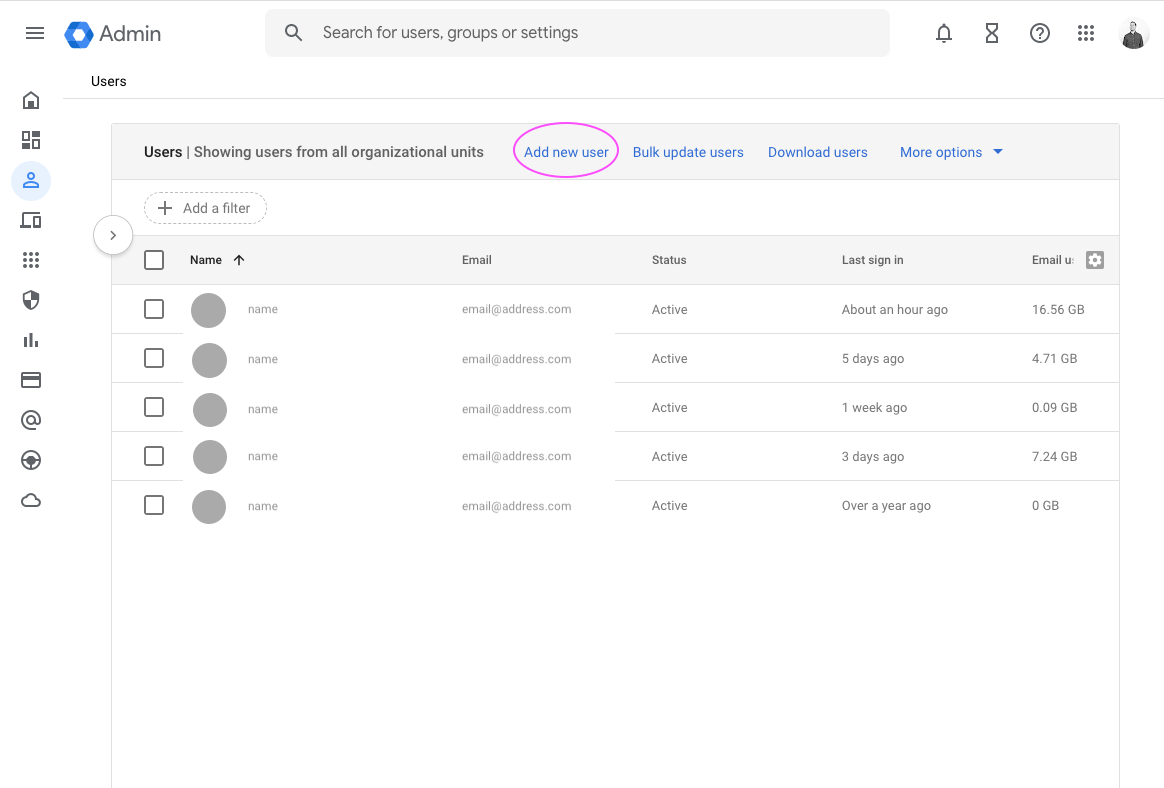 Admin
Search for users, groups or settings
Users
Users | Showing users from all organizational units Add new user Bulk update users Download users More options
Add a filter
Name Email Status Last sign in Email us
name email@address.com Active About an hour ago 16.56 GB
name email@address.com Active 5 days ago 4.71 GB
name email@address.com Active 1 week ago 0.09 GB
name email@address.com Active 3 days ago 7.24 GB
name email@address.com Active Over a year ago 0 GB